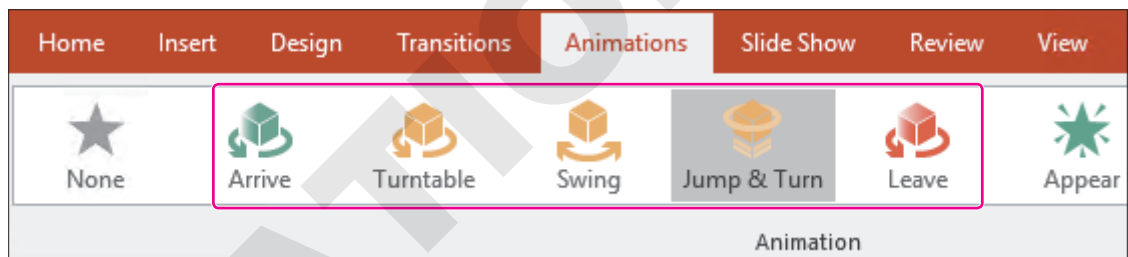 Home Insert Design Transitions Animations Slide Show Review View
None Arrive Turntable Swing Jump & Turn Leave Appear
Animation